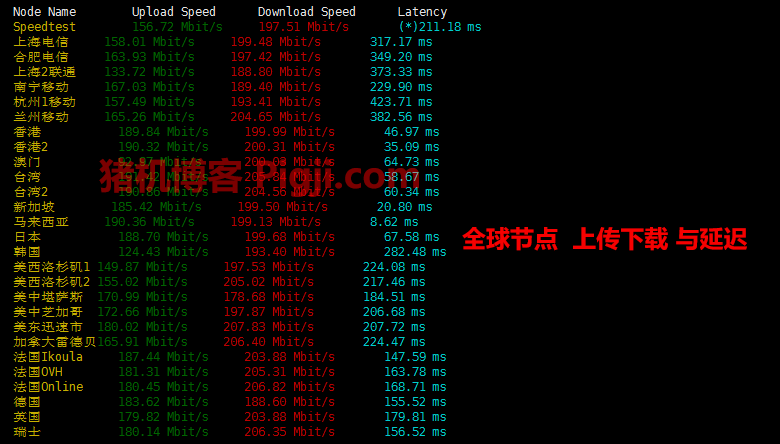 Node Name Upload Speed Download Speed Latency
Speedtest 156.72 Mbit/s 197.51 Mbit/s (*)211.18 ms
上海电信 158.01 Mbit/s 199.48 Mbit/s 317.17 ms
合肥电信 163.93 Mbit/s 197.42 Mbit/s 349.20 ms
上海2联通 133.72 Mbit/s 188.80 Mbit/s 373.33 ms
南宁移动 167.03 Mbit/s 189.40 Mbit/s 229.90 ms
杭州1移动 157.49 Mbit/s 193.41 Mbit/s 423.71 ms
兰州移动 165.26 Mbit/s 204.65 Mbit/s 382.56 ms
香港 189.84 Mbit/s 199.99 Mbit/s 46.97 ms
香港2 190.32 Mbit/s 200.31 Mbit/s 35.09 ms
澳门 Mbit/s Mbit/s 64.73 ms
台湾 Mbit/s Mbit/s 58.67 ms
台湾2 190.86 Mbit/s Mbit/s 60.34 ms
新加坡 185.42 Mbit/s 199.50 Mbit/s 20.80 ms
马来西亚 190.36 Mbit/s 199.13 Mbit/s 8.62 ms
日本 188.70 Mbit/s 199.68 Mbit/s 67.58 ms
全球节点 上传下载 与延迟
韩国 124.43 Mbit/s 193.40 Mbit/s 282.48 ms
美西洛杉矶1 149.87 Mbit/s 197.53 Mbit/s 224.08 ms
美西洛杉矶2 155.02 Mbit/s 205.02 Mbit/s 217.46 ms
美中堪萨斯 170.99 Mbit/s 178.68 Mbit/s 184.51 ms
美中芝加哥 172.66 Mbit/s 197.87 Mbit/s 206.68 ms
美东迅速市 180.02 Mbit/s 207.83 Mbit/s 207.72 ms
加拿大雷德贝 165.91 Mbit/s 206.40 Mbit/s 224.47 ms
法国Ikoula 187.44 Mbit/s 203.88 Mbit/s 147.59 ms
法国OVH 181.31 Mbit/s 205.31 Mbit/s 163.78 ms
法国Online 180.45 Mbit/s 206.82 Mbit/s 168.71 ms
德国 183.62 Mbit/s 188.60 Mbit/s 155.52 ms
英国 179.82 Mbit/s 203.88 Mbit/s 179.81 ms
瑞士 180.14 Mbit/s 206.35 Mbit/s 156.52 ms